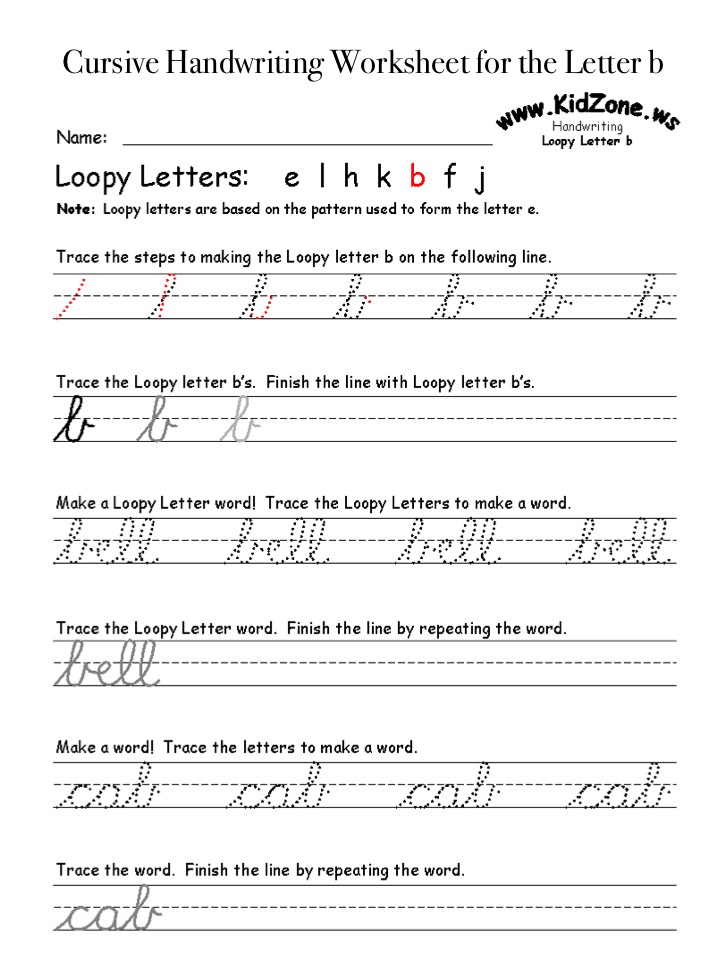 Cursive Handwriting Worksheet for the Letter b
www.KidZone.ws
Handwriting
Loopy Letter b
Name:
Loopy Letters: e l h k b f j
Note: Loopy letters are based on the pattern used to form the letter e.
Trace the steps to making the Loopy letter b on the following line.
b b b b b
Trace the Loopy letter b's. Finish the line with Loopy letter b's.
b b b
Make a Loopy Letter word! Trace the Loopy Letters to make a word.
bell bell bell bell
Trace the Loopy Letter word. Finish the line by repeating the word.
bell
Make a word! Trace the letters to make a word.
cab cab cab cab
Trace the word. Finish the line by repeating the word.
cab